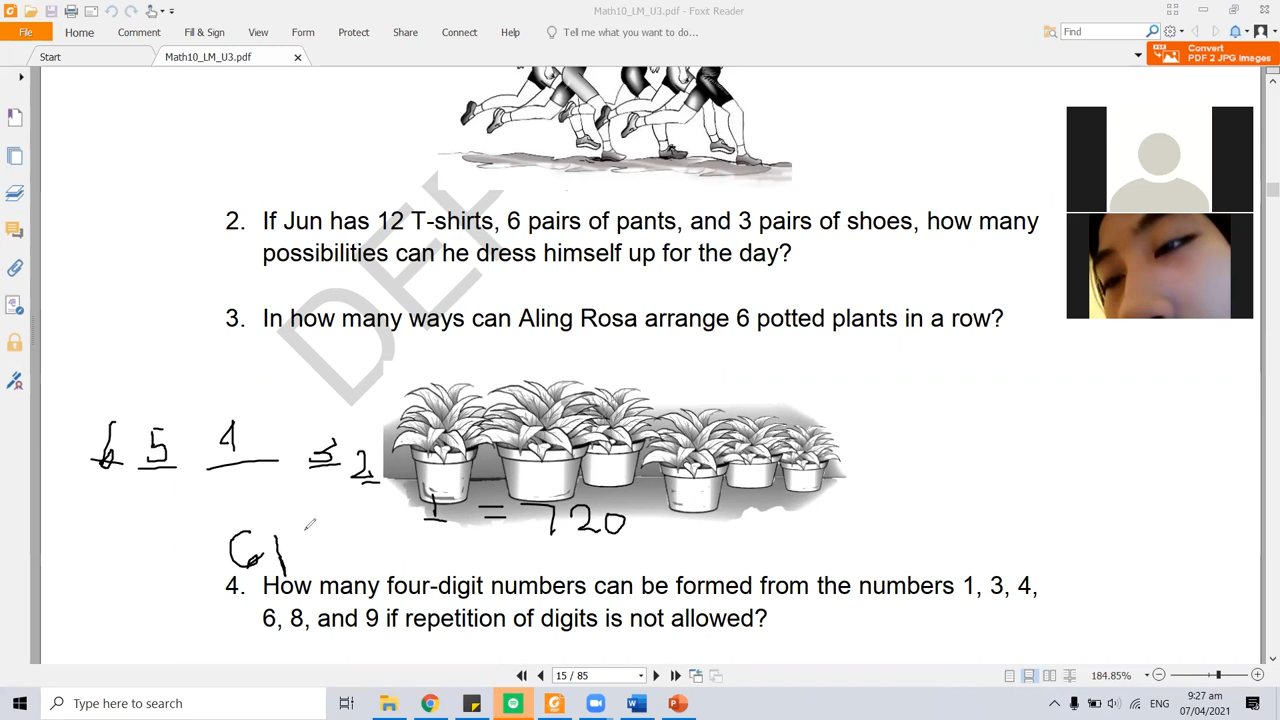 Math10_LM_U3.pdf - Foxit Reader
File Home Comment Fill & Sign View Form Protect Share Connect Help Tell me what you want to do... Find
Start Math10_LM_U3.pdf
Convert
PDF 2 JPG Images
2. If Jun has 12 T-shirts, 6 pairs of pants, and 3 pairs of shoes, how many
possibilities can he dress himself up for the day?
3. In how many ways can Aling Rosa arrange 6 potted plants in a row?
6 5 4 3 2
1 = 720
6!
4. How many four-digit numbers can be formed from the numbers 1, 3, 4,
6, 8, and 9 if repetition of digits is not allowed?
15 / 85 184.85%
Type here to search
ENG
9:27 am
07/04/2021